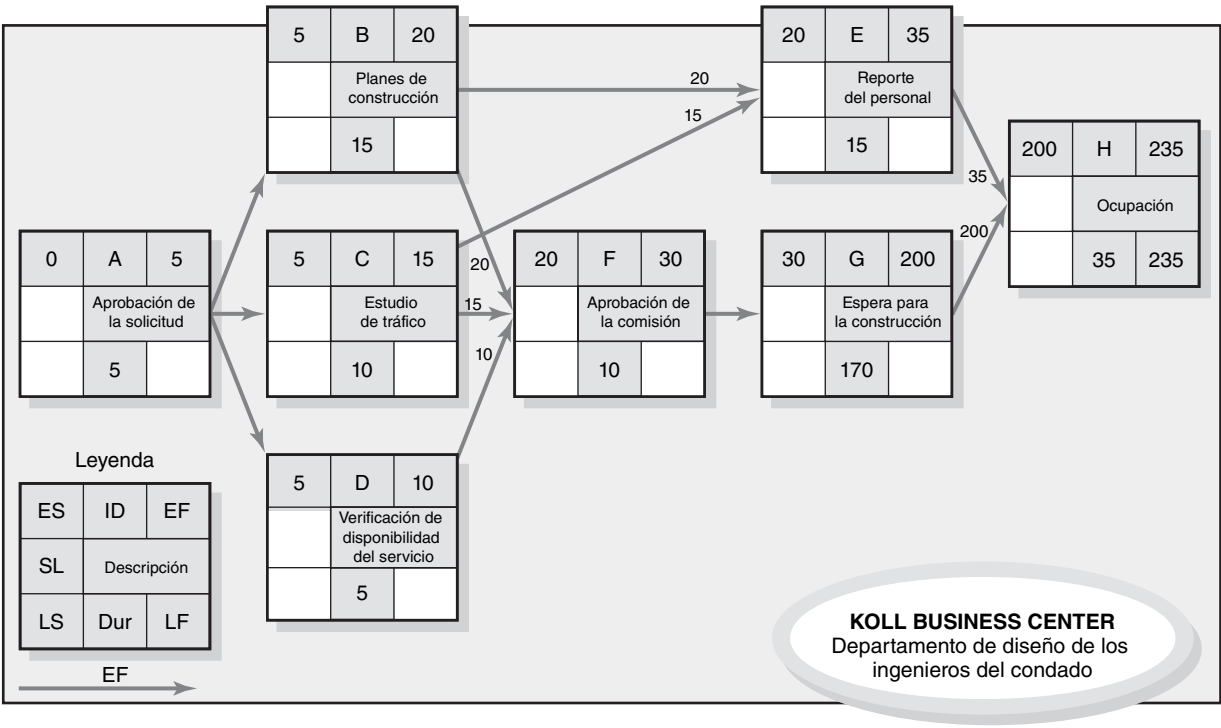 5 B 20
Planes de
construcción
15
20 E 35
Reporte
del personal
15
20
15
200 H 235
Ocupación
35 235
35
200
0 A 5
Aprobación de
la solicitud
5
5 C 15
Estudio
de tráfico
10
20
15
10
20 F 30
Aprobación de
la comisión
10
30 G 200
Espera para
la construcción
170
5 D 10
Verificación de
disponibilidad
del servicio
5
Leyenda
ES ID EF
SL Descripción
LS Dur LF
EF
KOLL BUSINESS CENTER
Departamento de diseño de los
ingenieros del condado